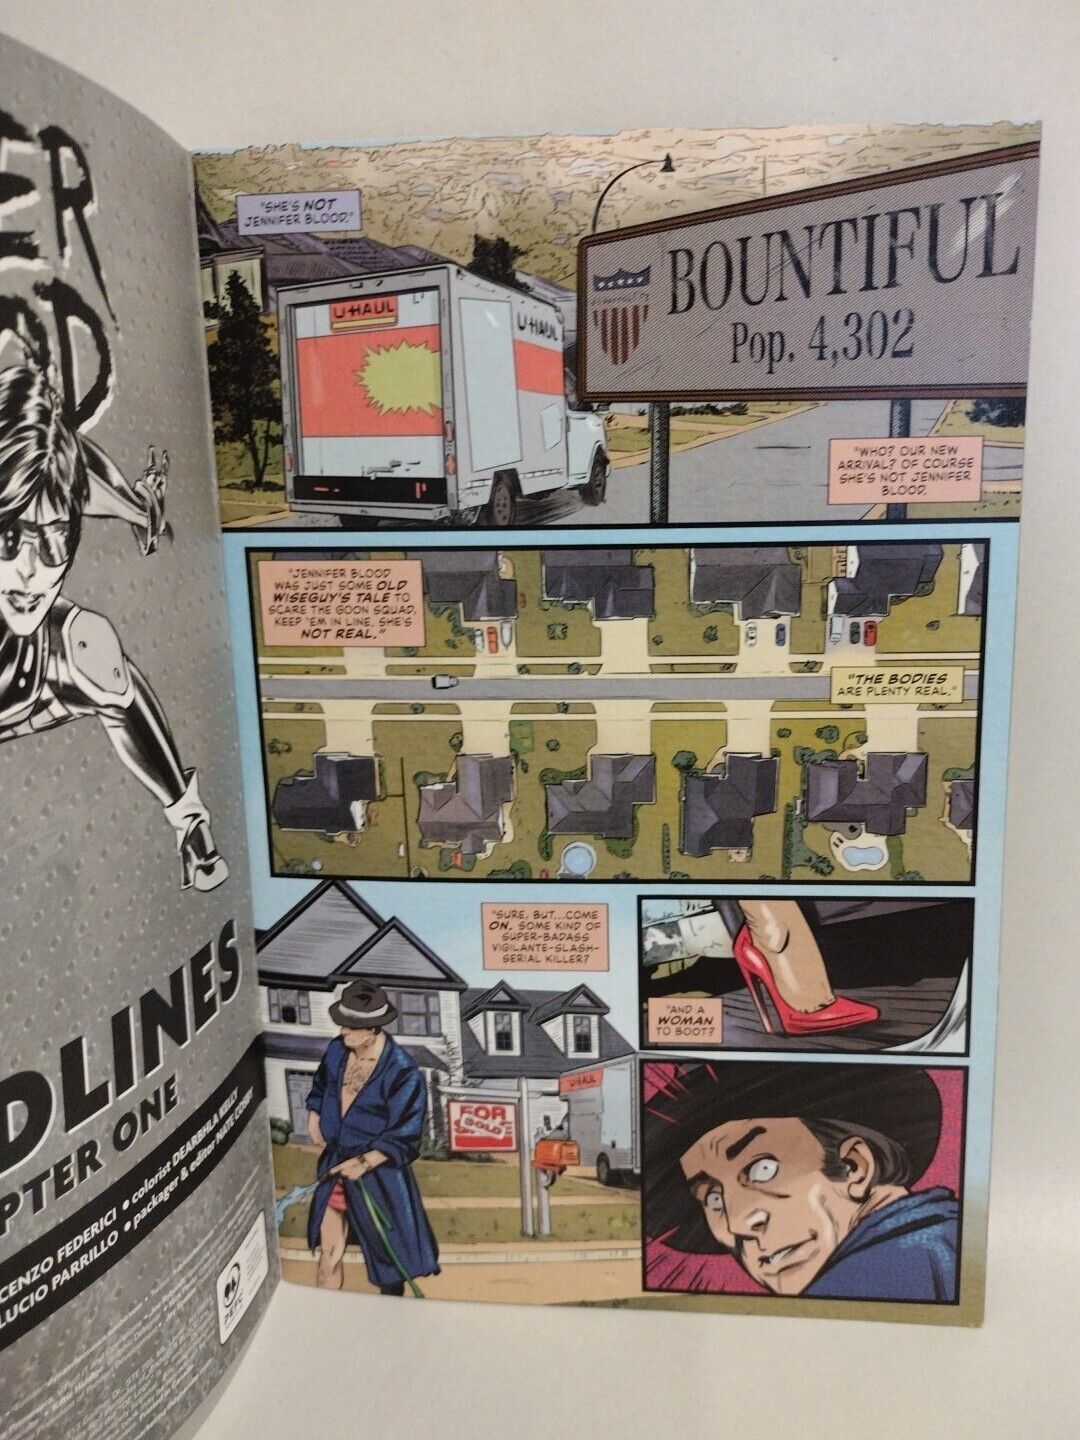 ER
OD
DLINES
PTER ONE
CENZO FEDERICI • colorist DEARBHLA KELLY
LUCIO PARRILLO • packager & editor NATE COSBY
"SHE'S NOT
JENNIFER BLOOD."
U-HAUL
U-HAUL
BOUNTIFUL
Pop. 4,302
"WHO? OUR NEW
ARRIVAL? OF COURSE
SHE'S NOT JENNIFER
BLOOD.
"JENNIFER BLOOD
WAS JUST SOME OLD
WISEGUY'S TALE TO
SCARE THE GOON SQUAD,
KEEP 'EM IN LINE. SHE'S
NOT REAL."
"THE BODIES
ARE PLENTY REAL."
"SURE, BUT...COME
ON. SOME KIND OF
SUPER-BADASS
VIGILANTE-SLASH-
SERIAL KILLER?
"AND A
WOMAN
TO BOOT?
U-HAUL
FOR
SOLD